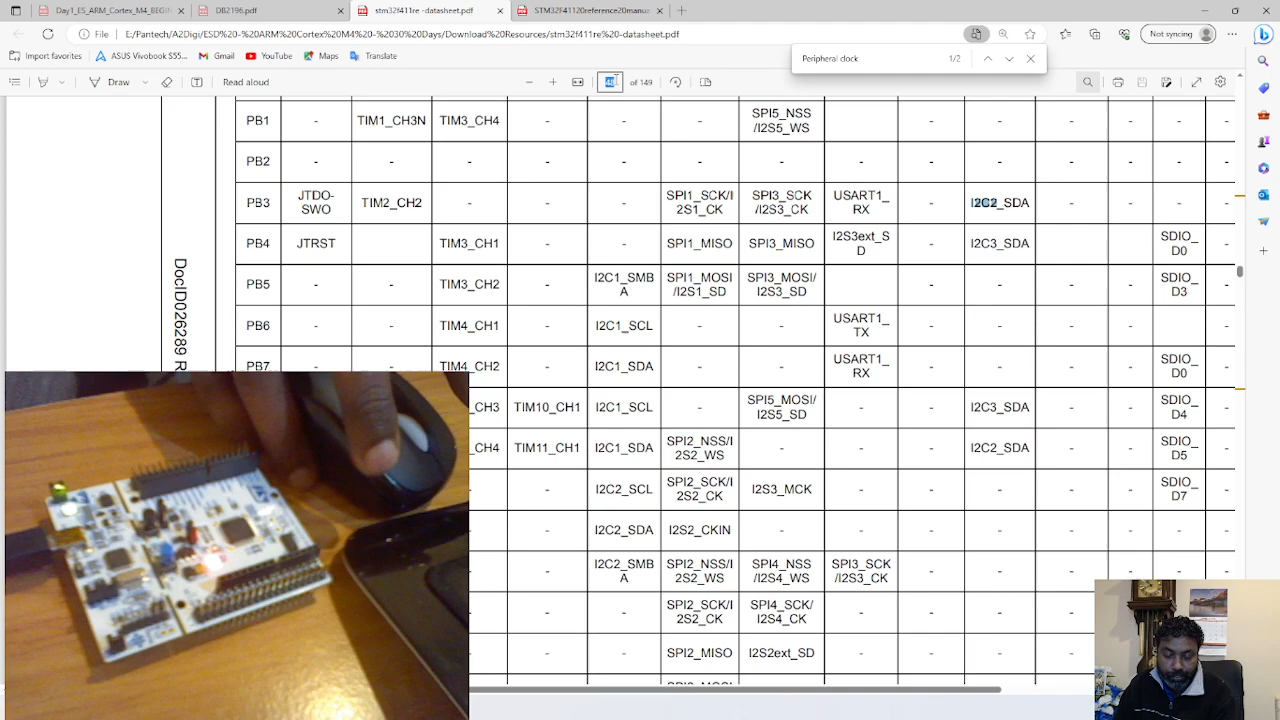 Day1_ES_ARM_Cortex_M4_BEGIN
DB2196.pdf
stm32f411re -datasheet.pdf
STM32F41120reference20manua
File
E:/Pantech/A2Digi/ESD%20-%20ARM%20Cortex%20M4%20-%2030%20Days/Download%20Resources/stm32f411re%20-datasheet.pdf
Not syncing
Import favorites
ASUS Vivobook S55...
Gmail
YouTube
Maps
Translate
Peripheral clock
1/2
Draw
Read aloud
of 149
PB1 - TIM1_CH3N TIM3_CH4 - - - SPI5_NSS
/I2S5_WS - - - - -
PB2 - - - - - - - - - - - - -
PB3 JTDO-
SWO TIM2_CH2 - - - SPI1_SCK/I
2S1_CK SPI3_SCK
/I2S3_CK USART1_
RX - I2C2_SDA - - - -
PB4 JTRST TIM3_CH1 - - SPI1_MISO SPI3_MISO I2S3ext_S
D - I2C3_SDA - - SDIO_
D0 -
PB5 - - TIM3_CH2 - I2C1_SMB
A SPI1_MOSI
/I2S1_SD SPI3_MOSI/
I2S3_SD - - SDIO_
D3 -
PB6 - - TIM4_CH1 - I2C1_SCL - - USART1_
TX - - - - - -
PB7 - - TIM4_CH2 - I2C1_SDA - - USART1_
RX - - - - SDIO_
D0 -
_CH3 TIM10_CH1 I2C1_SCL - SPI5_MOSI/
I2S5_SD - - I2C3_SDA - - SDIO_
D4 -
_CH4 TIM11_CH1 I2C1_SDA SPI2_NSS/I
2S2_WS - - - I2C2_SDA - - SDIO_
D5 -
- - I2C2_SCL SPI2_SCK/I
2S2_CK I2S3_MCK - - - - - SDIO_
D7 -
- - I2C2_SDA I2S2_CKIN - - - - - - - -
- - I2C2_SMB
A SPI2_NSS/I
2S2_WS SPI4_NSS
/I2S4_WS SPI3_SCK
/I2S3_CK - - - - - -
- - - SPI2_SCK/I
2S2_CK SPI4_SCK/
I2S4_CK - - - -
- - - SPI2_MISO I2S2ext_SD - - - -
DocID026289 R